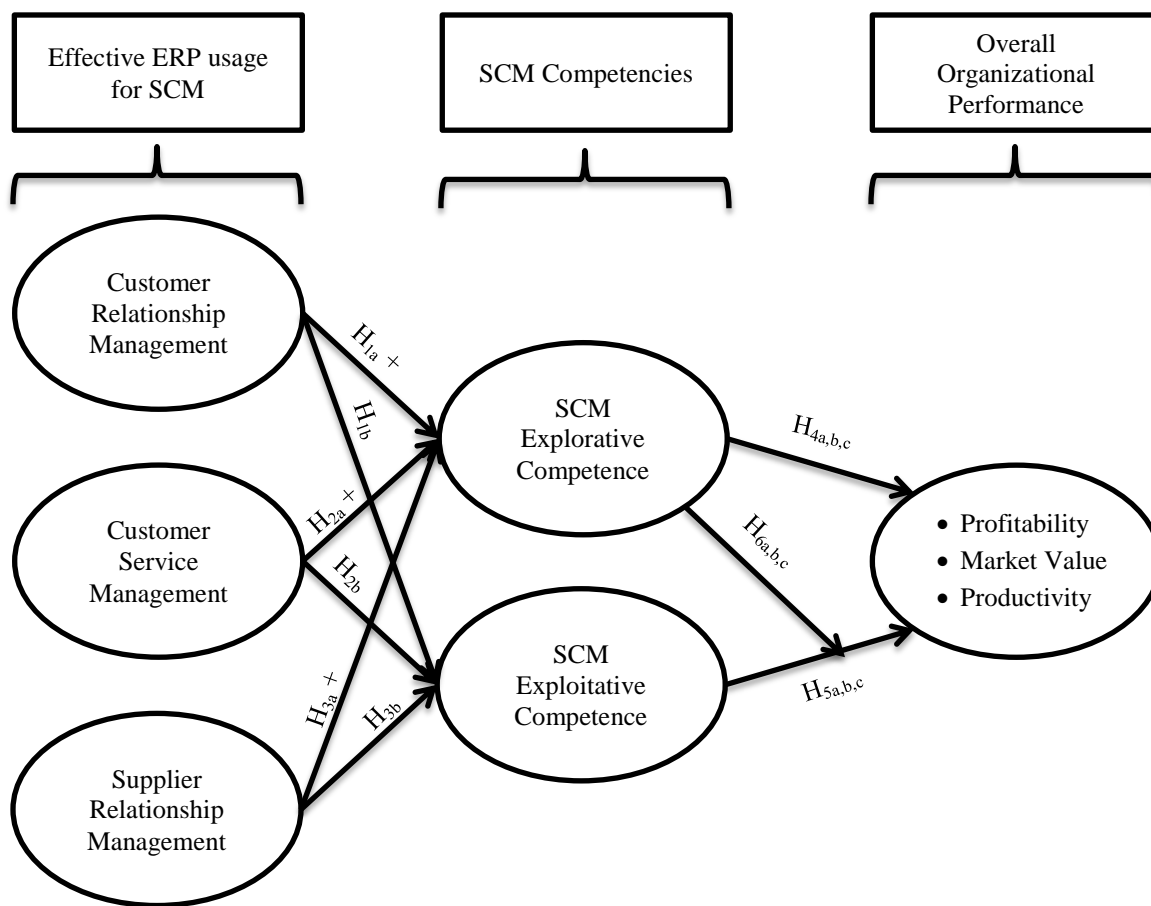 Effective ERP usage
for SCM
SCM Competencies
Overall
Organizational
Performance
Customer
Relationship
Management
H1a +
H1b
Customer
Service
Management
H2a +
H2b
Supplier
Relationship
Management
H3a +
H3b
SCM
Explorative
Competence
SCM
Exploitative
Competence
H4a,b,c
H6a,b,c
H5a,b,c
• Profitability
• Market Value
• Productivity